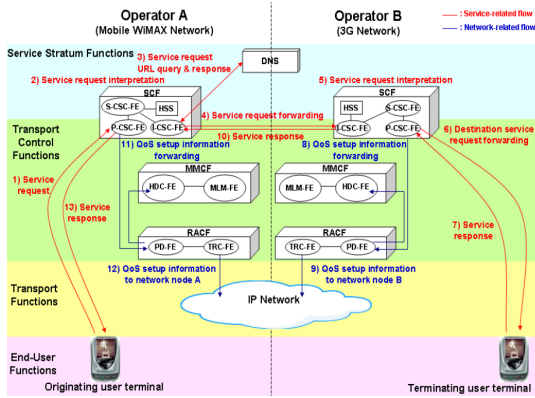 Operator A
(Mobile WiMAX Network)
Operator B
(3G Network)
: Service-related flow
: Network-related flow
Service Stratum Functions
3) Service request
URL query & response
DNS
2) Service request interpretation
5) Service request interpretation
SCF
S-CSC-FE
HSS
P-CSC-FE
I-CSC-FE
4) Service request forwarding
10) Service response
SCF
HSS
S-CSC-FE
I-CSC-FE
P-CSC-FE
6) Destination service
request forwarding
Transport
Control
Functions
11) QoS setup information
forwarding
8) QoS setup information
forwarding
1) Service
request
13) Service
response
MMCF
HDC-FE
MLM-FE
MMCF
MLM-FE
HDC-FE
7) Service
response
RACF
PD-FE
TRC-FE
RACF
TRC-FE
PD-FE
12) QoS setup information
to network node A
9) QoS setup information
to network node B
Transport
Functions
IP Network
End-User
Functions
Originating user terminal
Terminating user terminal